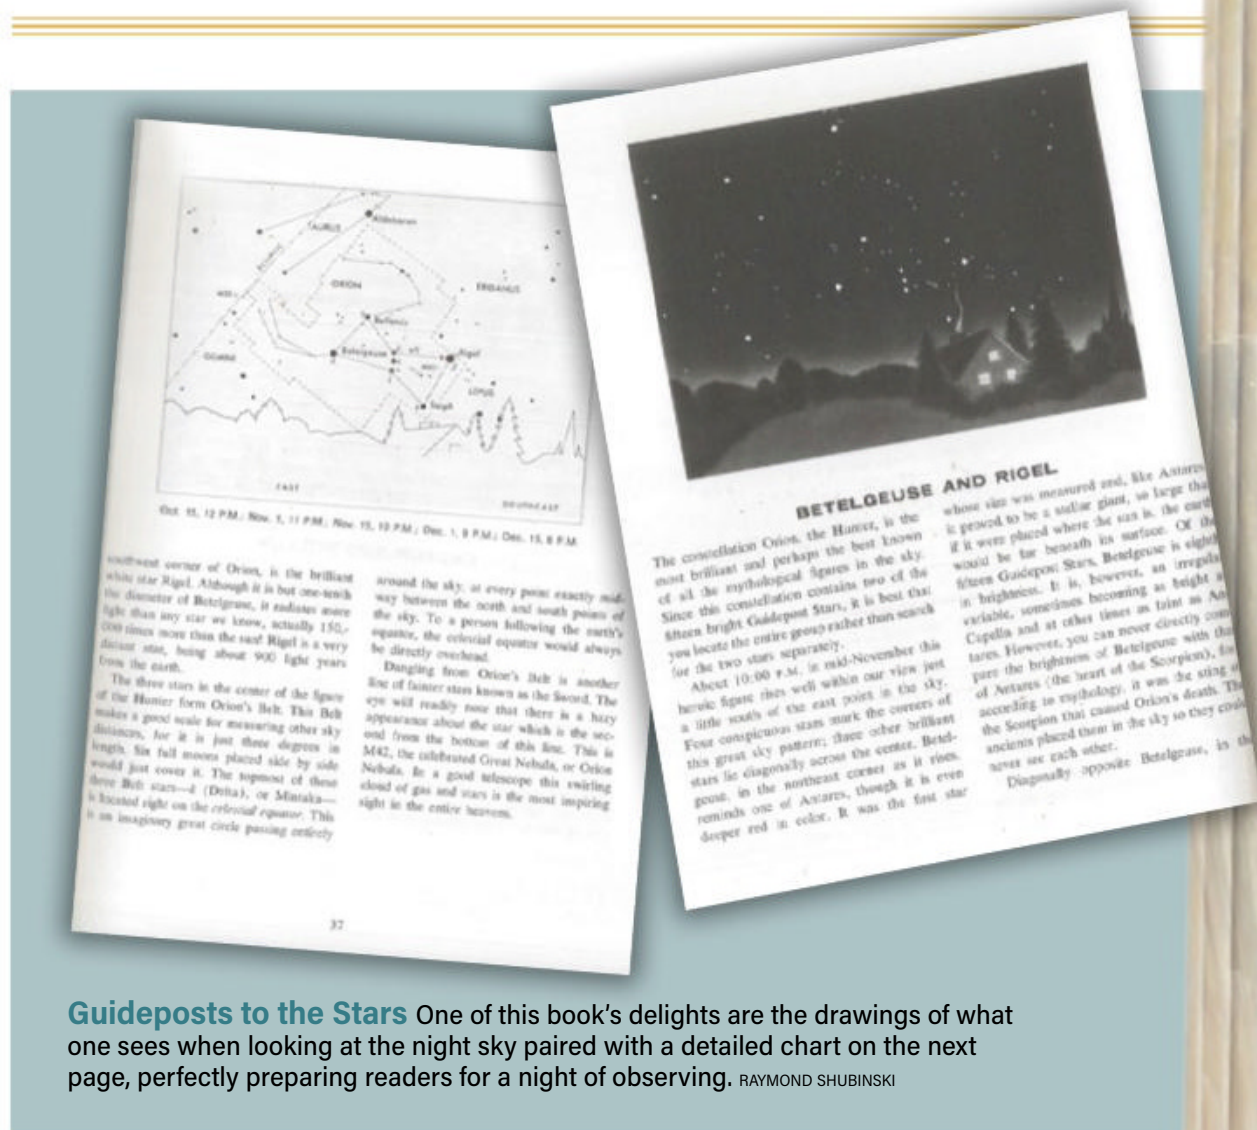 TAURUS
Aldebaran
ORION
ERIDANUS
Bellatrix
Betelgeuse
Rigel
LEPUS
Saiph
EAST
SOUTHEAST
Oct. 15, 12 P.M.; Nov. 1, 11 P.M.; Nov. 15, 10 P.M.; Dec. 1, 9 P.M.; Dec. 15, 8 P.M.
southwest corner of Orion, is the brilliant
white star Rigel. Although it is but one-tenth
the diameter of Betelgeuse, it radiates more
light than any star we know, actually 150,-
000 times more than the sun! Rigel is a very
distant star, being about 900 light years
from the earth.
The three stars in the center of the figure
of the Hunter form Orion's Belt. This Belt
makes a good scale for measuring other sky
distances, for it is just three degrees in
length. Six full moons placed side by side
would just cover it. The topmost of these
three Belt stars—δ (Delta), or Mintaka—
is located right on the celestial equator. This
is an imaginary great circle passing entirely
around the sky, at every point exactly mid-
way between the north and south points of
the sky. To a person following the earth's
equator, the celestial equator would always
be directly overhead.
Dangling from Orion's Belt is another
line of fainter stars known as the Sword. The
eye will readily note that there is a hazy
appearance about the star which is the sec-
ond from the bottom of this line. This is
M42, the celebrated Great Nebula, or Orion
Nebula. In a good telescope this swirling
cloud of gas and stars is the most inspiring
sight in the entire heavens.
37
BETELGEUSE AND RIGEL
The constellation Orion, the Hunter, is the
most brilliant and perhaps the best known
of all the mythological figures in the sky.
Since this constellation contains two of the
fifteen bright Guidepost Stars, it is best that
you locate the entire group rather than search
for the two stars separately.
About 10:00 P.M. in mid-November this
heroic figure rises well within our view just
a little south of the east point in the sky.
Four conspicuous stars mark the corners of
this great sky pattern; three other brilliant
stars lie diagonally across the center. Betel-
geuse, in the northeast corner as it rises,
reminds one of Antares, though it is even
deeper red in color. It was the first star
whose size was measured and, like Antares
it proved to be a stellar giant, so large tha
if it were placed where the sun is, the eart
would be far beneath its surface. Of th
fifteen Guidepost Stars, Betelgeuse is eight
in brightness. It is, however, an irregula
variable, sometimes becoming as bright a
Capella and at other times as faint as An
tares. However, you can never directly com
pare the brightness of Betelgeuse with tha
of Antares (the heart of the Scorpion), fo
according to mythology, it was the sting o
the Scorpion that caused Orion's death. Th
ancients placed them in the sky so they coul
never see each other.
Diagonally opposite Betelgeuse, in th
Guideposts to the Stars One of this book's delights are the drawings of what
one sees when looking at the night sky paired with a detailed chart on the next
page, perfectly preparing readers for a night of observing. RAYMOND SHUBINSKI